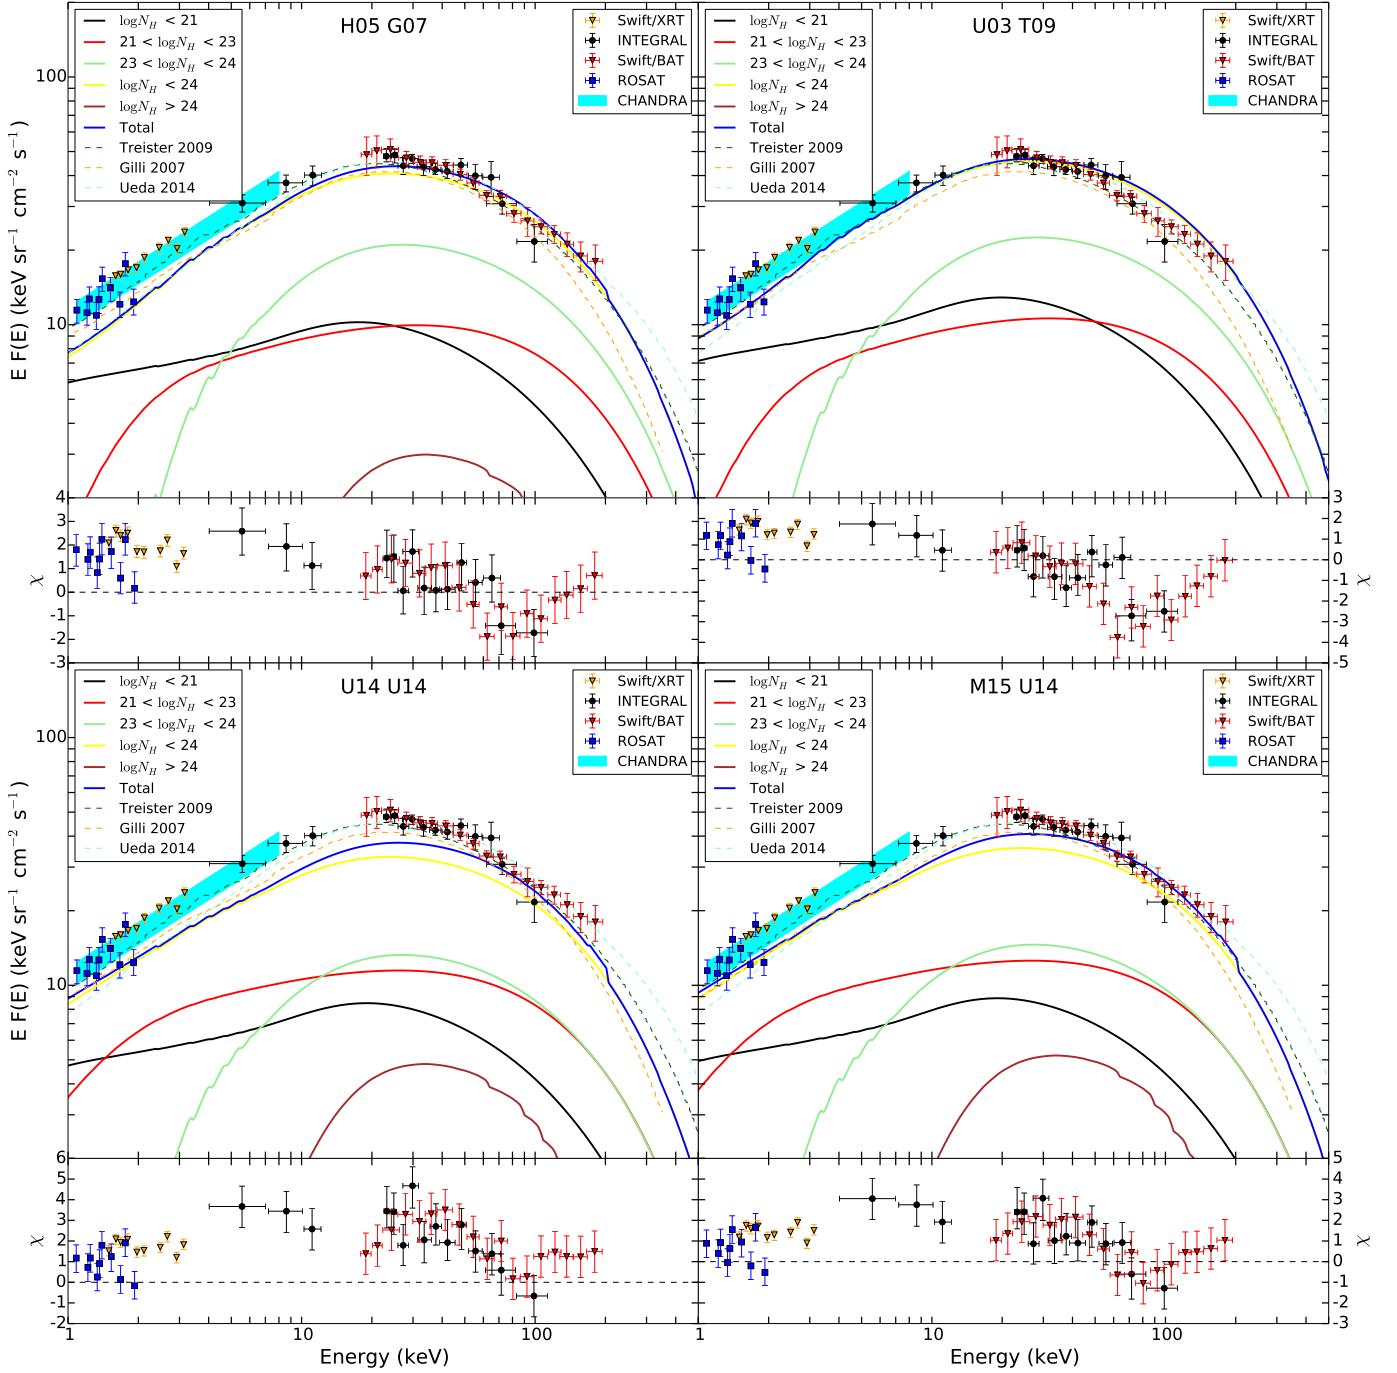 H05 G07
logN_H < 21
21 < logN_H < 23
23 < logN_H < 24
logN_H < 24
logN_H > 24
Total
Treister 2009
Gilli 2007
Ueda 2014
Swift/XRT
INTEGRAL
Swift/BAT
ROSAT
CHANDRA
100
10
4
E F(E) (keV sr⁻¹ cm⁻² s⁻¹)
3
2
1
0
-1
-2
-3
χ
U03 T09
logN_H < 21
21 < logN_H < 23
23 < logN_H < 24
logN_H < 24
logN_H > 24
Total
Treister 2009
Gilli 2007
Ueda 2014
Swift/XRT
INTEGRAL
Swift/BAT
ROSAT
CHANDRA
3
2
1
0
-1
-2
-3
-4
-5
χ
U14 U14
logN_H < 21
21 < logN_H < 23
23 < logN_H < 24
logN_H < 24
logN_H > 24
Total
Treister 2009
Gilli 2007
Ueda 2014
Swift/XRT
INTEGRAL
Swift/BAT
ROSAT
CHANDRA
100
10
E F(E) (keV sr⁻¹ cm⁻² s⁻¹)
6
5
4
3
2
1
0
-1
-2
χ
1
10
100
Energy (keV)
M15 U14
logN_H < 21
21 < logN_H < 23
23 < logN_H < 24
logN_H < 24
logN_H > 24
Total
Treister 2009
Gilli 2007
Ueda 2014
Swift/XRT
INTEGRAL
Swift/BAT
ROSAT
CHANDRA
5
4
3
2
1
0
-1
-2
-3
χ
1
10
100
Energy (keV)